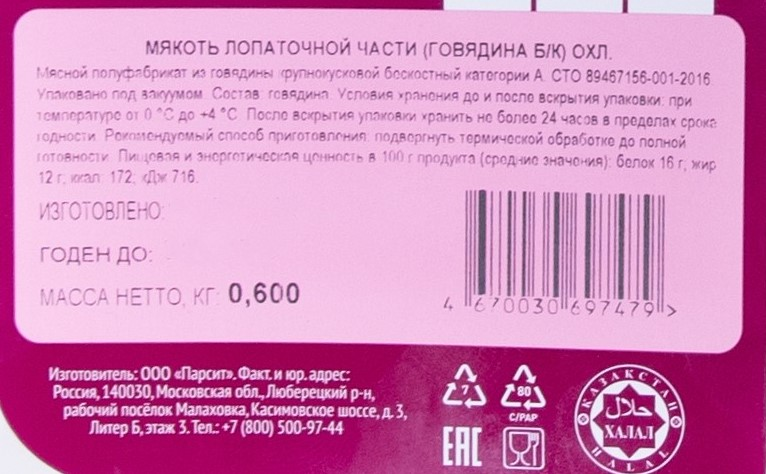 МЯКОТЬ ЛОПАТОЧНОЙ ЧАСТИ (ГОВЯДИНА Б/К) ОХЛ.
Мясной полуфабрикат из говядины крупнокусковой бескостный категории А. СТО 89467156-001-2016.
Упаковано под вакуумом. Состав: говядина. Условия хранения до и после вскрытия упаковки: при
температуре от 0 °С до +4 °С. После вскрытия упаковки хранить не более 24 часов в пределах срока
годности. Рекомендуемый способ приготовления: подвергнуть термической обработке до полной
готовности. Пищевая и энергетическая ценность в 100 г продукта (средние значения): белок 16 г, жир
12 г; ккал: 172; кДж 716.
ИЗГОТОВЛЕНО:
ГОДЕН ДО:
МАССА НЕТТО, КГ: 0,600
4 670030 697479 >
Изготовитель: ООО «Парсит». Факт. и юр. адрес:
Россия, 140030, Московская обл., Люберецкий р-н,
рабочий посёлок Малаховка, Касимовское шоссе, д. 3,
Литер Б, этаж 3. Тел.: +7 (800) 500-97-44
7
80
C/PAP
EAC
КАЗАКСТАН
حلال
ХАЛАЛ
HALAL